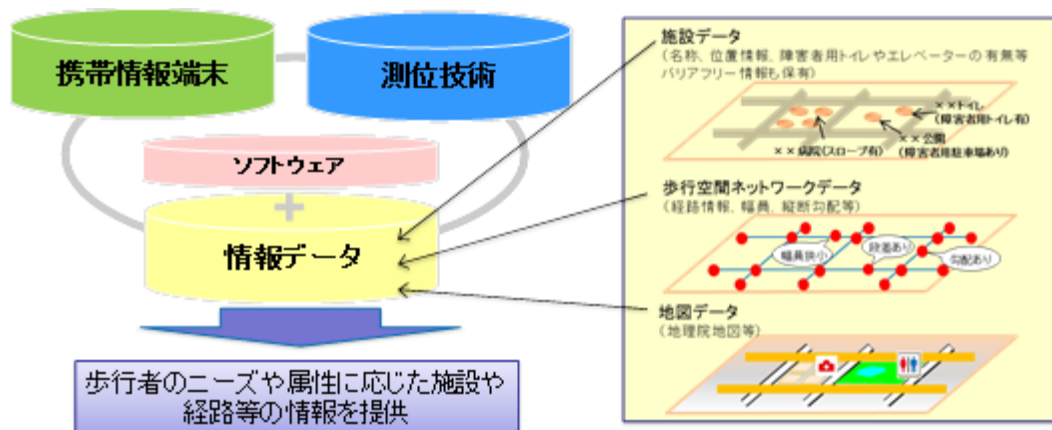 携帯情報端末
測位技術
ソフトウェア
+
情報データ
歩行者のニーズや属性に応じた施設や
経路等の情報を提供
施設データ
(名称、位置情報、障害者用トイレやエレベーターの有無等
バリアフリー情報も保有)
××トイレ
(障害者用トイレ有)
××公開
(障害者用駐車場あり)
××病院(スロープ有)
歩行空間ネットワークデータ
(経路情報、幅員、縦断勾配等)
幅員狭小
段差あり
勾配あり
地図データ
(地理院地図等)